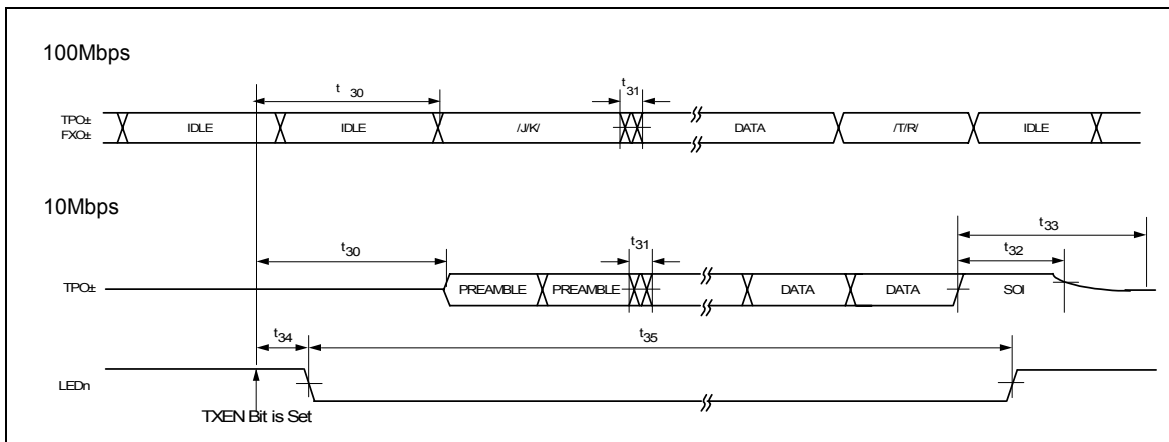 100Mbps
t 30
t31
TPO±
FXO±
IDLE
IDLE
/J/K/
DATA
/T/R/
IDLE
10Mbps
t33
t30
t31
t32
TPO±
PREAMBLE
PREAMBLE
DATA
DATA
SOI
t34
t35
LEDn
TXEN Bit is Set